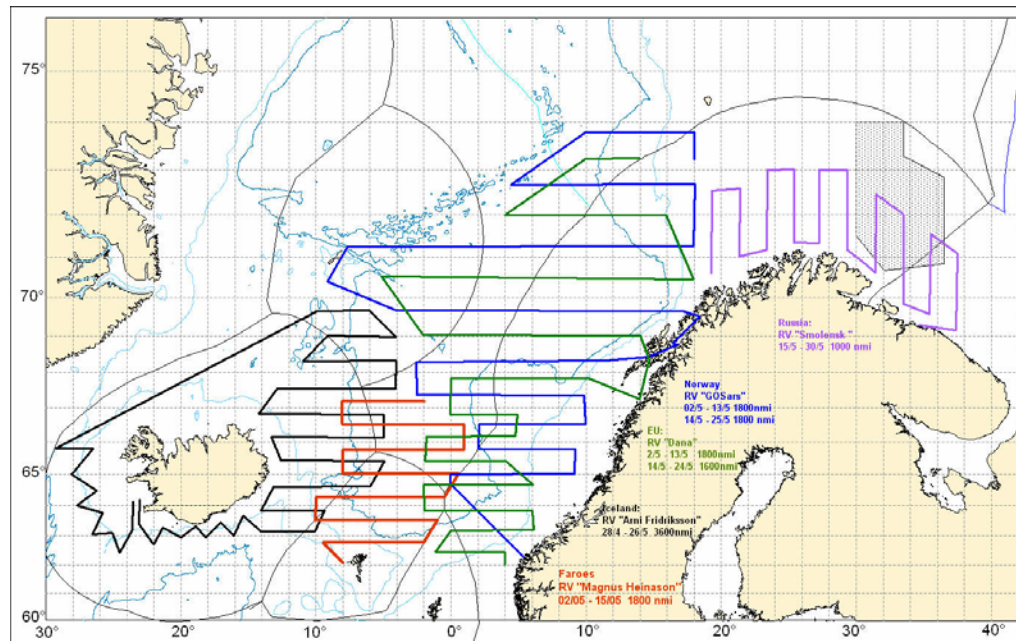 75°
70°
65°
60°
30°
20°
10°
0°
10°
20°
30°
40°
Russia:
RV "Smolensk "
15/5 - 30/5 1000 nmi
Norway
RV "GOSars"
02/5 - 13/5 1800nmi
14/5 - 25/5 1800 nmi
EU:
RV "Dana"
2/5 - 13/5 1800nmi
14/5 - 24/5 1600nmi
Iceland:
RV "Arni Fridriksson"
28/4 - 26/5 3600nmi
Faroes
RV "Magnus Heinason"
02/05 - 15/05 1800 nmi